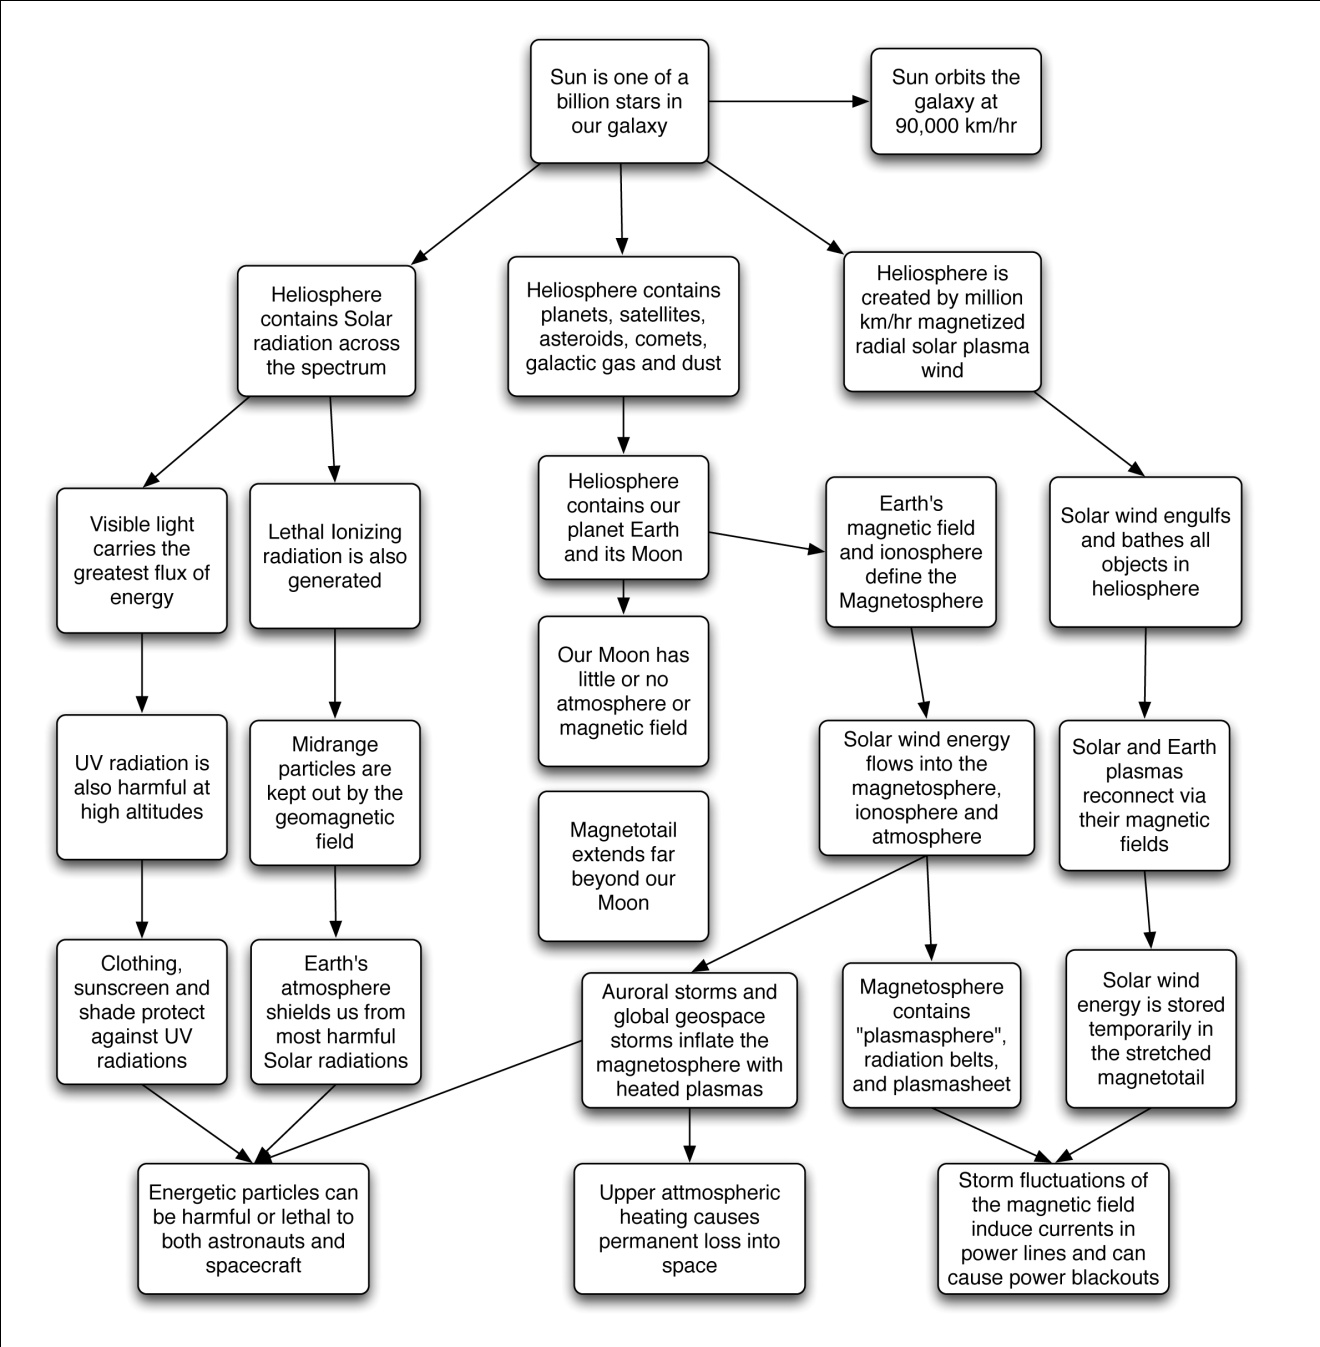 Sun is one of a
billion stars in
our galaxy
Sun orbits the
galaxy at
90,000 km/hr
Heliosphere
contains Solar
radiation across
the spectrum
Heliosphere contains
planets, satellites,
asteroids, comets,
galactic gas and dust
Heliosphere is
created by million
km/hr magnetized
radial solar plasma
wind
Visible light
carries the
greatest flux of
energy
Lethal Ionizing
radiation is also
generated
Heliosphere
contains our
planet Earth
and its Moon
Earth's
magnetic field
and ionosphere
define the
Magnetosphere
Solar wind engulfs
and bathes all
objects in
heliosphere
Our Moon has
little or no
atmosphere or
magnetic field
UV radiation is
also harmful at
high altitudes
Midrange
particles are
kept out by the
geomagnetic
field
Solar wind energy
flows into the
magnetosphere,
ionosphere and
atmosphere
Solar and Earth
plasmas
reconnect via
their magnetic
fields
Magnetotail
extends far
beyond our
Moon
Clothing,
sunscreen and
shade protect
against UV
radiations
Earth's
atmosphere
shields us from
most harmful
Solar radiations
Auroral storms and
global geospace
storms inflate the
magnetosphere with
heated plasmas
Magnetosphere
contains
"plasmasphere",
radiation belts,
and plasmasheet
Solar wind
energy is stored
temporarily in
the stretched
magnetotail
Energetic particles can
be harmful or lethal to
both astronauts and
spacecraft
Upper attmospheric
heating causes
permanent loss into
space
Storm fluctuations of
the magnetic field
induce currents in
power lines and can
cause power blackouts